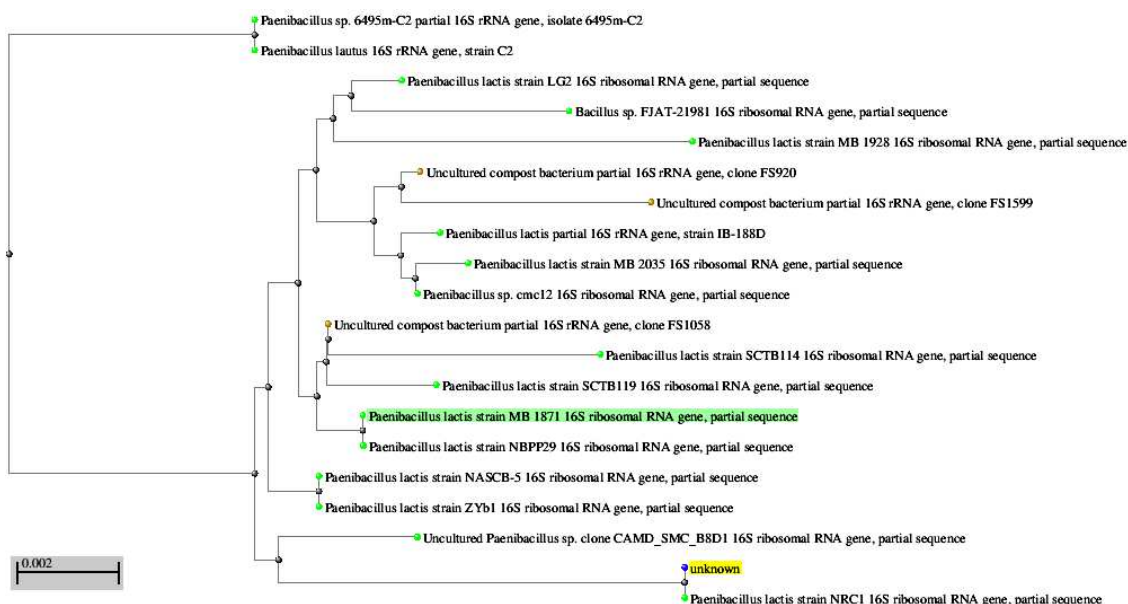 Paenibacillus sp. 6495m-C2 partial 16S rRNA gene, isolate 6495m-C2
Paenibacillus lautus 16S rRNA gene, strain C2
Paenibacillus lactis strain LG2 16S ribosomal RNA gene, partial sequence
Bacillus sp. FJAT-21981 16S ribosomal RNA gene, partial sequence
Paenibacillus lactis strain MB 1928 16S ribosomal RNA gene, partial sequence
Uncultured compost bacterium partial 16S rRNA gene, clone FS920
Uncultured compost bacterium partial 16S rRNA gene, clone FS1599
Paenibacillus lactis partial 16S rRNA gene, strain IB-188D
Paenibacillus lactis strain MB 2035 16S ribosomal RNA gene, partial sequence
Paenibacillus sp. cmc12 16S ribosomal RNA gene, partial sequence
Uncultured compost bacterium partial 16S rRNA gene, clone FS1058
Paenibacillus lactis strain SCTB114 16S ribosomal RNA gene, partial sequence
Paenibacillus lactis strain SCTB119 16S ribosomal RNA gene, partial sequence
Paenibacillus lactis strain MB 1871 16S ribosomal RNA gene, partial sequence
Paenibacillus lactis strain NBPP29 16S ribosomal RNA gene, partial sequence
Paenibacillus lactis strain NASCB-5 16S ribosomal RNA gene, partial sequence
Paenibacillus lactis strain ZYb1 16S ribosomal RNA gene, partial sequence
Uncultured Paenibacillus sp. clone CAMD_SMC_B8D1 16S ribosomal RNA gene, partial sequence
0.002
unknown
Paenibacillus lactis strain NRC1 16S ribosomal RNA gene, partial sequence